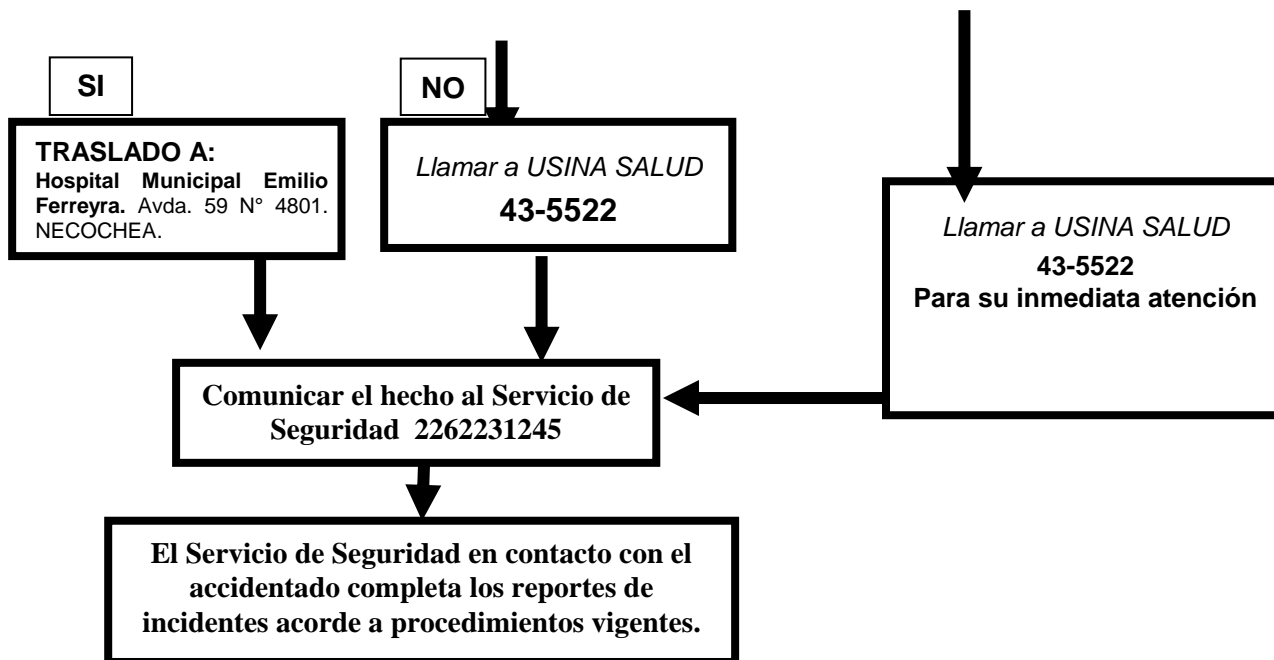 SI
NO
TRASLADO A:
Hospital Municipal Emilio
Ferreyra. Avda. 59 N° 4801.
NECOCHEA.
Llamar a USINA SALUD
43-5522
Llamar a USINA SALUD
43-5522
Para su inmediata atención
Comunicar el hecho al Servicio de
Seguridad 2262231245
El Servicio de Seguridad en contacto con el
accidentado completa los reportes de
incidentes acorde a procedimientos vigentes.